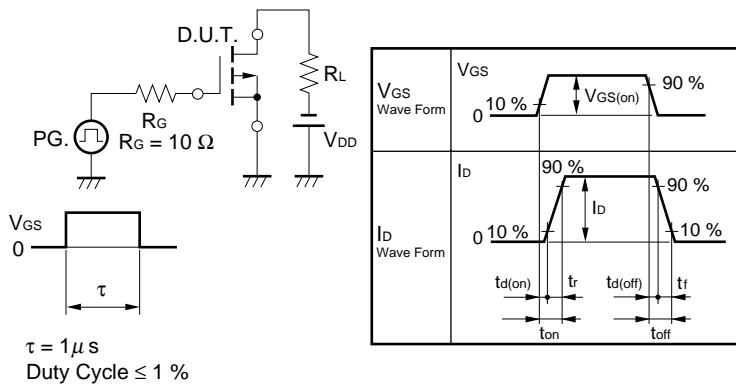 D.U.T.
RL
RG
RG = 10 Ω
PG.
VDD
VGS
0
τ
τ = 1μ s
Duty Cycle ≤ 1 %
VGS
Wave Form
VGS
10 %
0
VGS(on)
90 %
ID
Wave Form
ID
90 %
90 %
ID
0
10 %
10 %
td(on)
tr
td(off)
tf
ton
toff